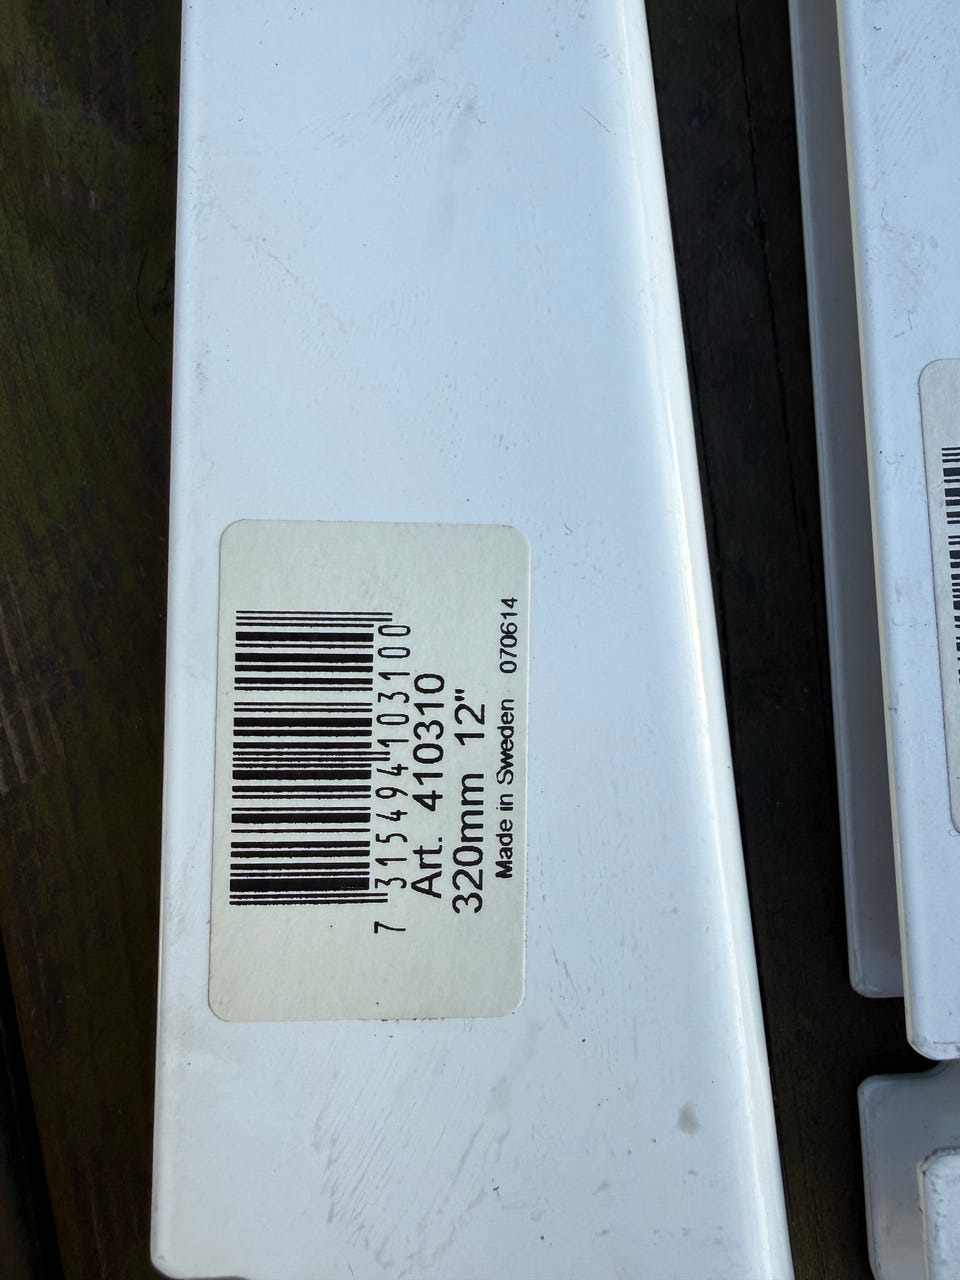 7 315494 103100
Art. 410310
320mm 12"
Made in Sweden 070614